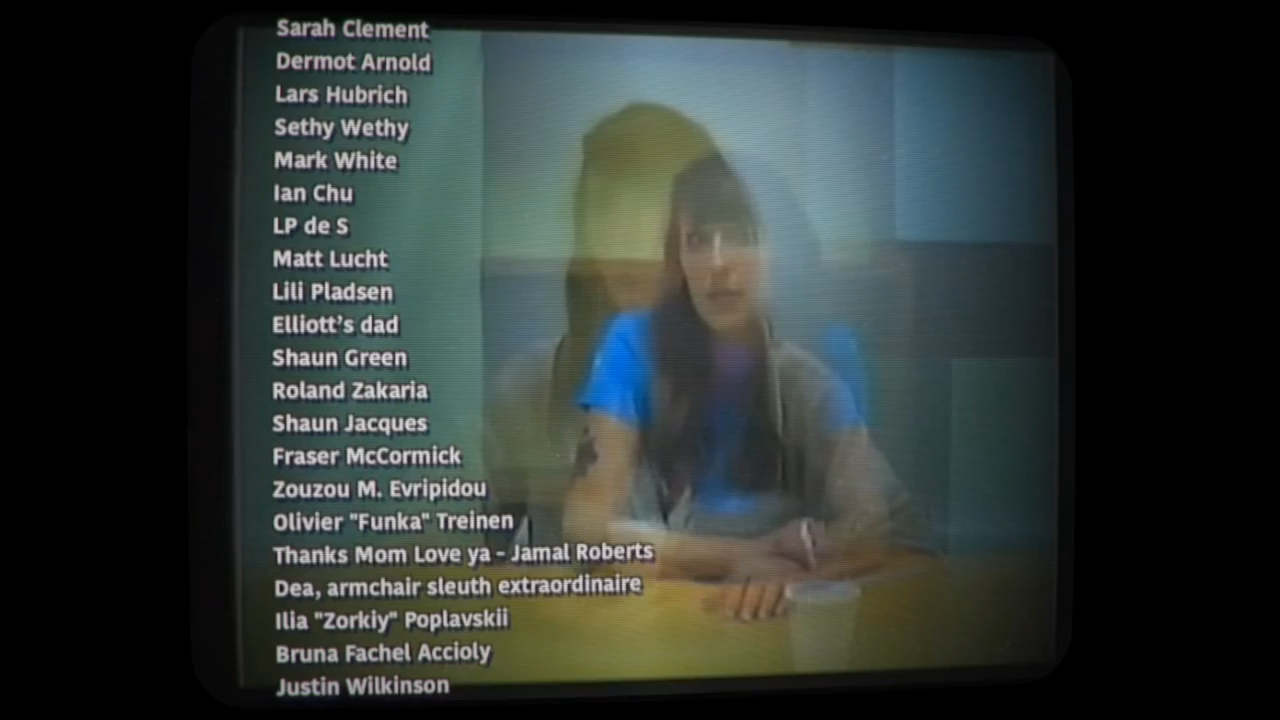 Sarah Clement
Dermot Arnold
Lars Hubrich
Sethy Wethy
Mark White
Ian Chu
LP de S
Matt Lucht
Lili Pladsen
Elliott's dad
Shaun Green
Roland Zakaria
Shaun Jacques
Fraser McCormick
Zouzou M. Evripidou
Olivier "Funka" Treinen
Thanks Mom Love ya - Jamal Roberts
Dea, armchair sleuth extraordinaire
Ilia "Zorkiy" Poplavskii
Bruna Fachel Accioly
Justin Wilkinson